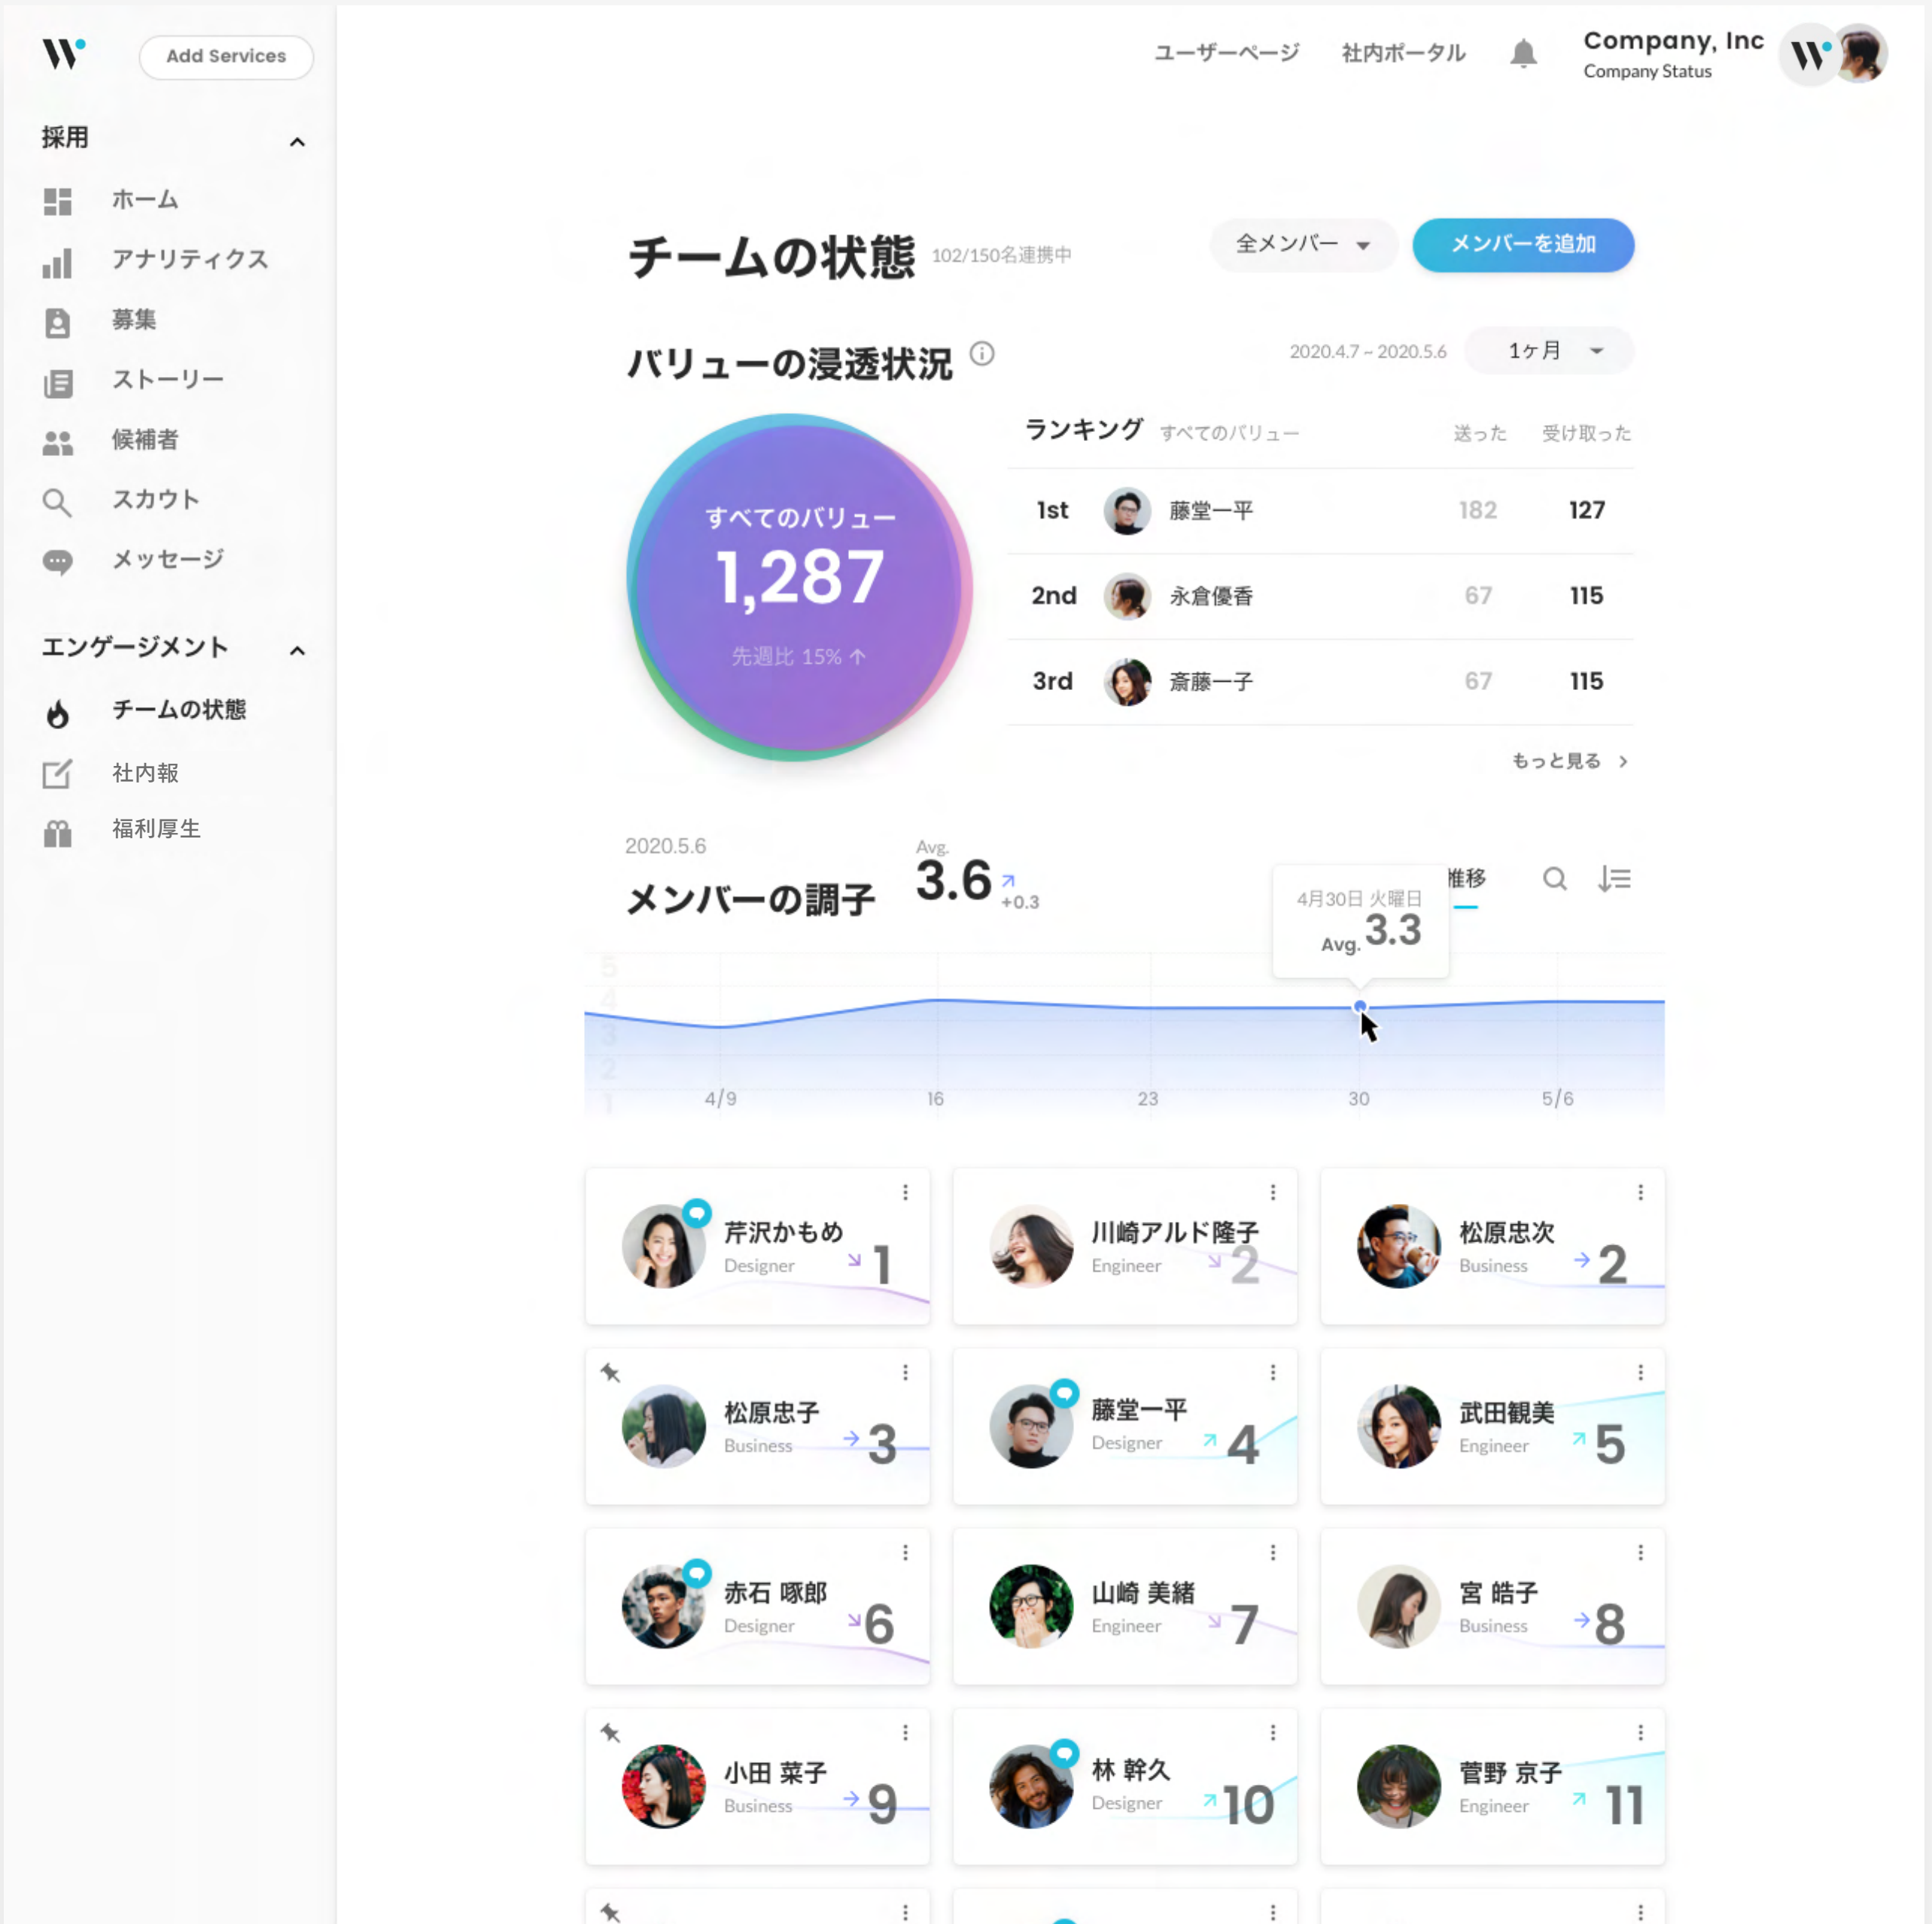 Add Services
採用
ホーム
アナリティクス
募集
ストーリー
候補者
スカウト
メッセージ
エンゲージメント
チームの状態
社内報
福利厚生
ユーザーページ
社内ポータル
Company, Inc
Company Status
チームの状態 102/150名連携中
全メンバー
メンバーを追加
バリューの浸透状況
2020.4.7 ~ 2020.5.6
1ヶ月
すべてのバリュー
1,287
先週比 15% ↑
ランキング すべてのバリュー 送った 受け取った
1st 藤堂一平 182 127
2nd 永倉優香 67 115
3rd 斎藤一子 67 115
もっと見る
2020.5.6
メンバーの調子
Avg.
3.6
+0.3
推移
4月30日 火曜日
Avg. 3.3
5
4
3
2
1
4/9 16 23 30 5/6
芹沢かもめ
Designer
1
川崎アルド隆子
Engineer
2
松原忠次
Business
2
松原忠子
Business
3
藤堂一平
Designer
4
武田観美
Engineer
5
赤石 啄郎
Designer
6
山崎 美緒
Engineer
7
宮 皓子
Business
8
小田 菜子
Business
9
林 幹久
Designer
10
菅野 京子
Engineer
11